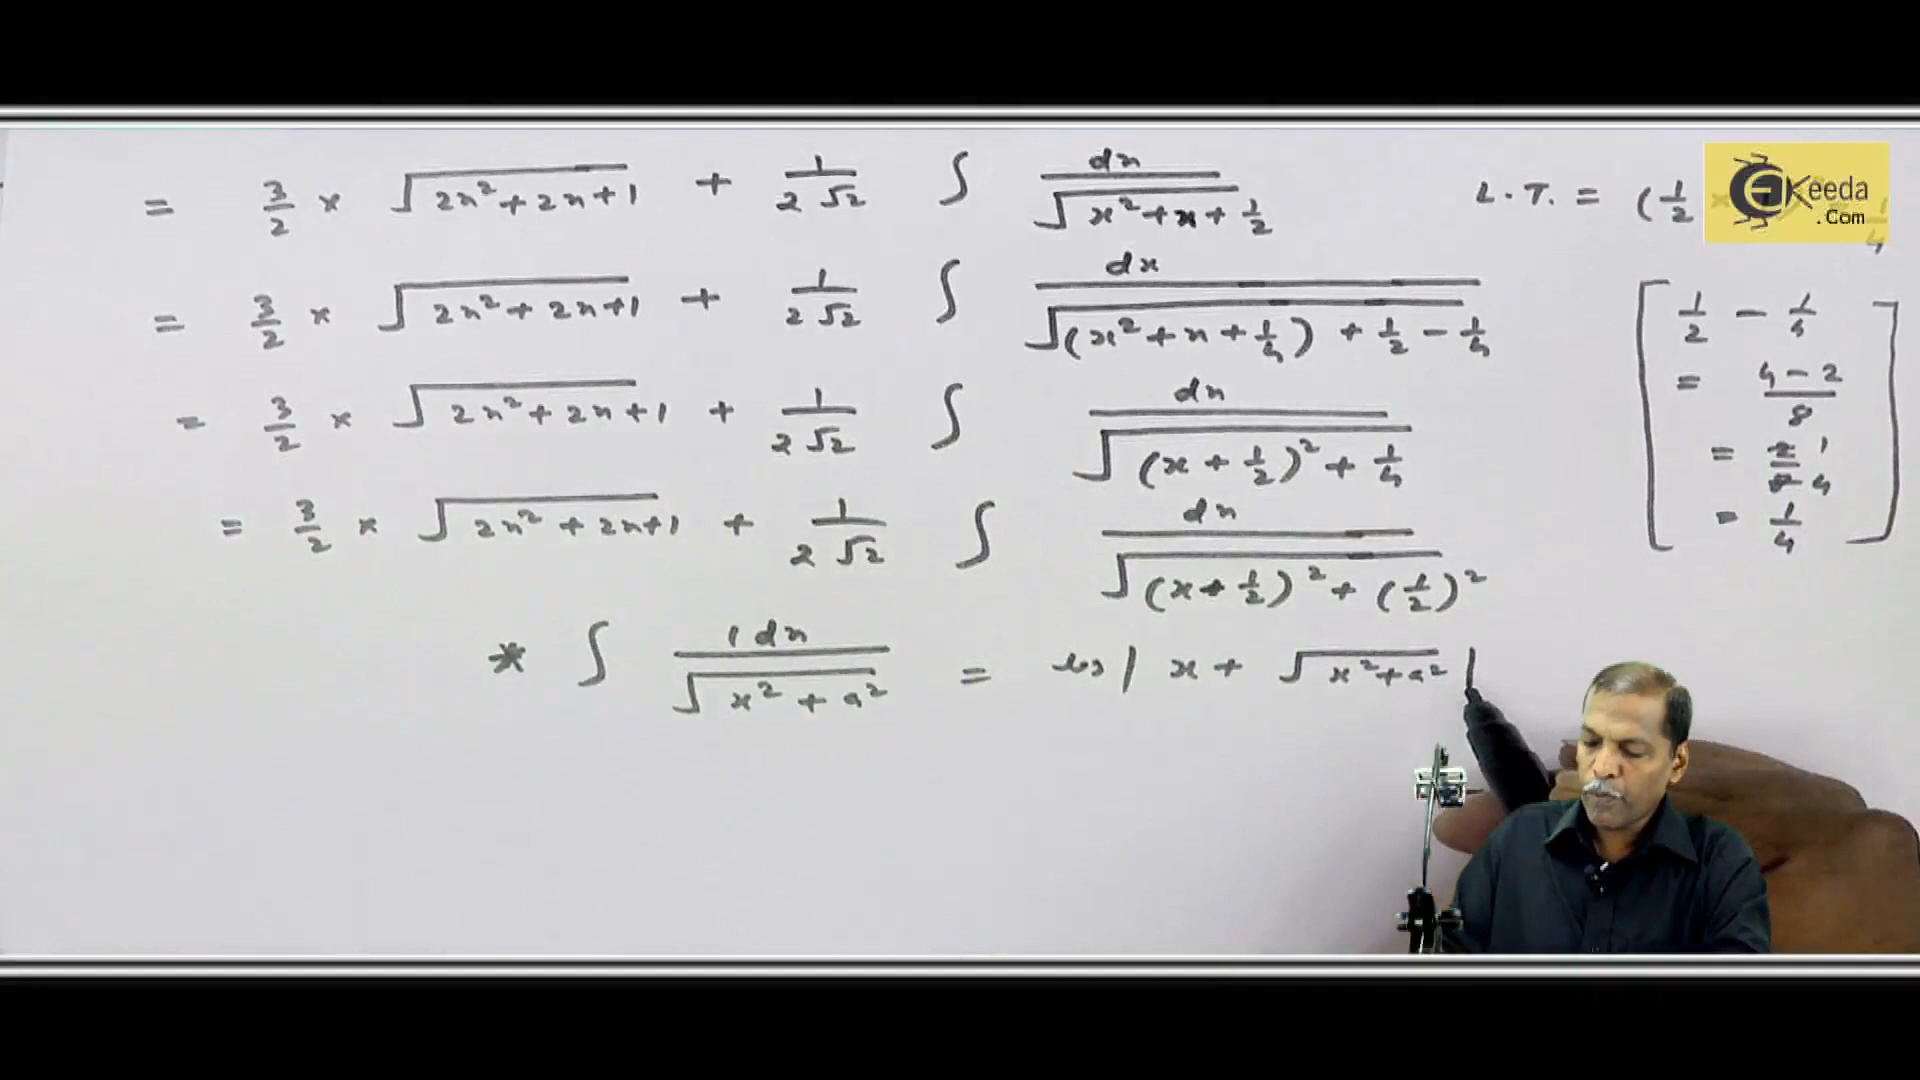 = 3/2 × √(2x²+2x+1) + 1/(2√2) ∫ dx/√(x²+x+1/2)
L.T. = (1/2 × 1/4
Keeda
.Com
= 3/2 × √(2x²+2x+1) + 1/(2√2) ∫ dx/√((x²+x+1/4)+1/2-1/4)
= 3/2 × √(2x²+2x+1) + 1/(2√2) ∫ dx/√((x+1/2)²+1/4)
= 3/2 × √(2x²+2x+1) + 1/(2√2) ∫ dx/√((x+1/2)²+(1/2)²)
* ∫ 1dx/√(x²+a²) = log| x+√(x²+a²) |
[ 1/2 - 1/4
= (4-2)/8
= 2/8 1/4
= 1/4 ]